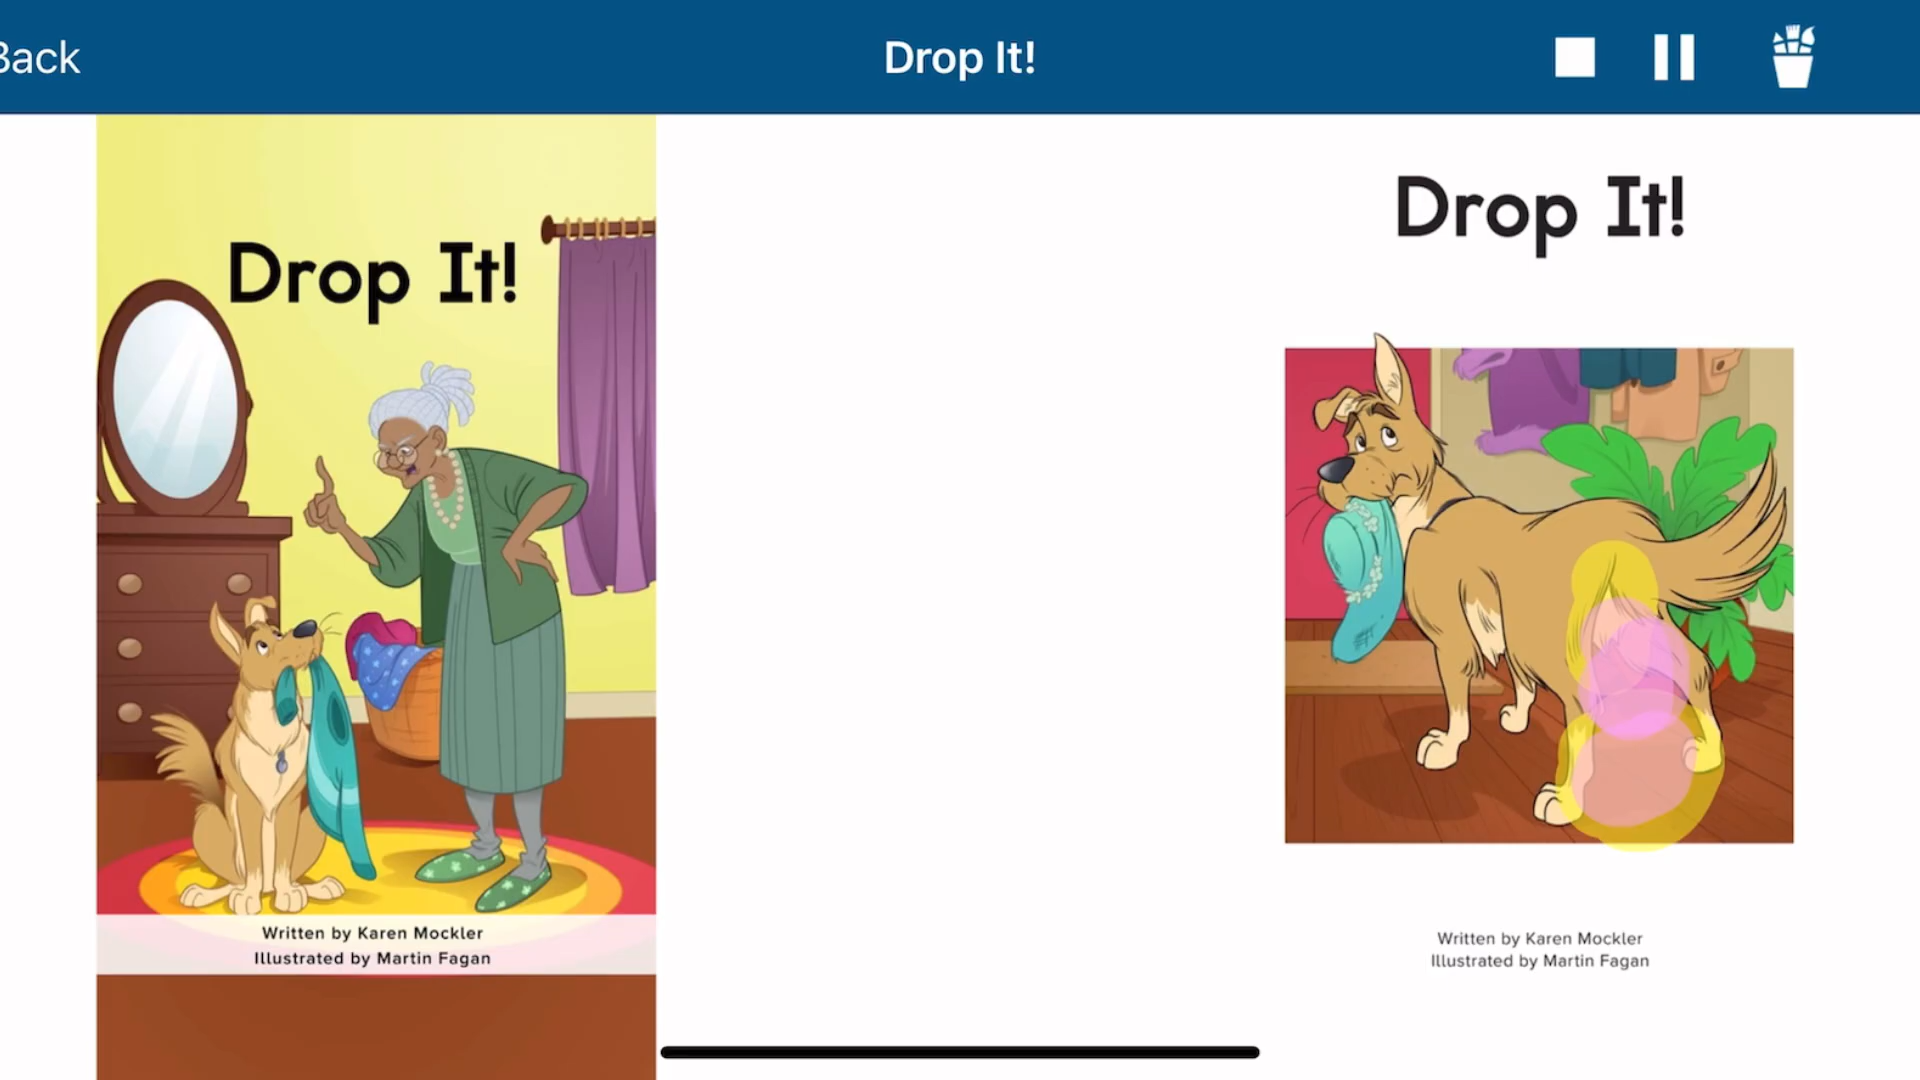 Back
Drop It!
Drop It!
Written by Karen Mockler
Illustrated by Martin Fagan
Drop It!
Written by Karen Mockler
Illustrated by Martin Fagan